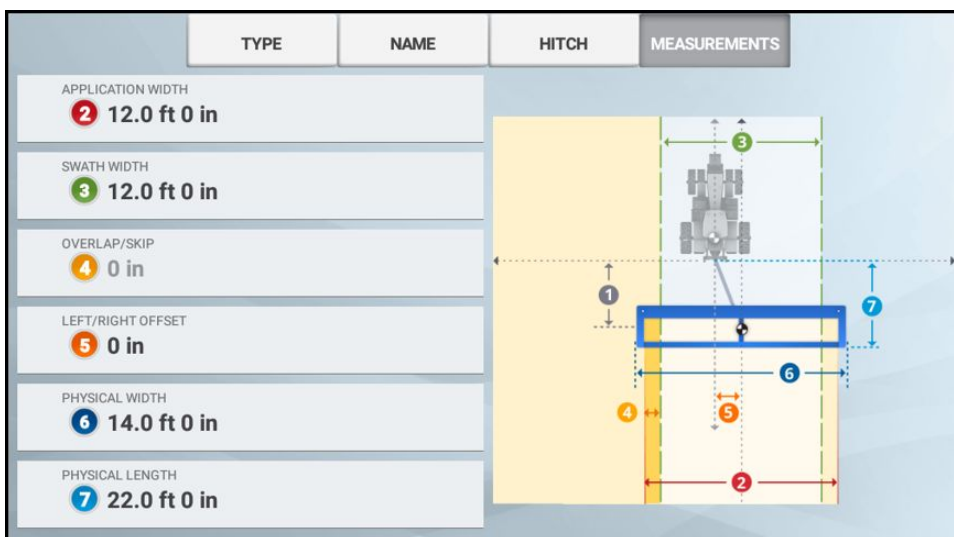 TYPE NAME HITCH MEASUREMENTS
APPLICATION WIDTH
2 12.0 ft 0 in
SWATH WIDTH
3 12.0 ft 0 in
OVERLAP/SKIP
4 0 in
LEFT/RIGHT OFFSET
5 0 in
PHYSICAL WIDTH
6 14.0 ft 0 in
PHYSICAL LENGTH
7 22.0 ft 0 in
3
1
7
6
4
5
2